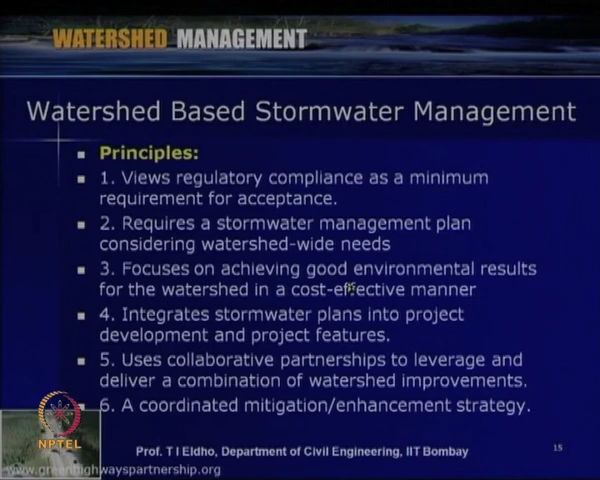 WATERSHED MANAGEMENT
Watershed Based Stormwater Management
Principles:
1. Views regulatory compliance as a minimum
requirement for acceptance.
2. Requires a stormwater management plan
considering watershed-wide needs
3. Focuses on achieving good environmental results
for the watershed in a cost-effective manner
4. Integrates stormwater plans into project
development and project features.
5. Uses collaborative partnerships to leverage and
deliver a combination of watershed improvements.
6. A coordinated mitigation/enhancement strategy.
NPTEL
Prof. T I Eldho, Department of Civil Engineering, IIT Bombay
15
www.greenhighwayspartnership.org